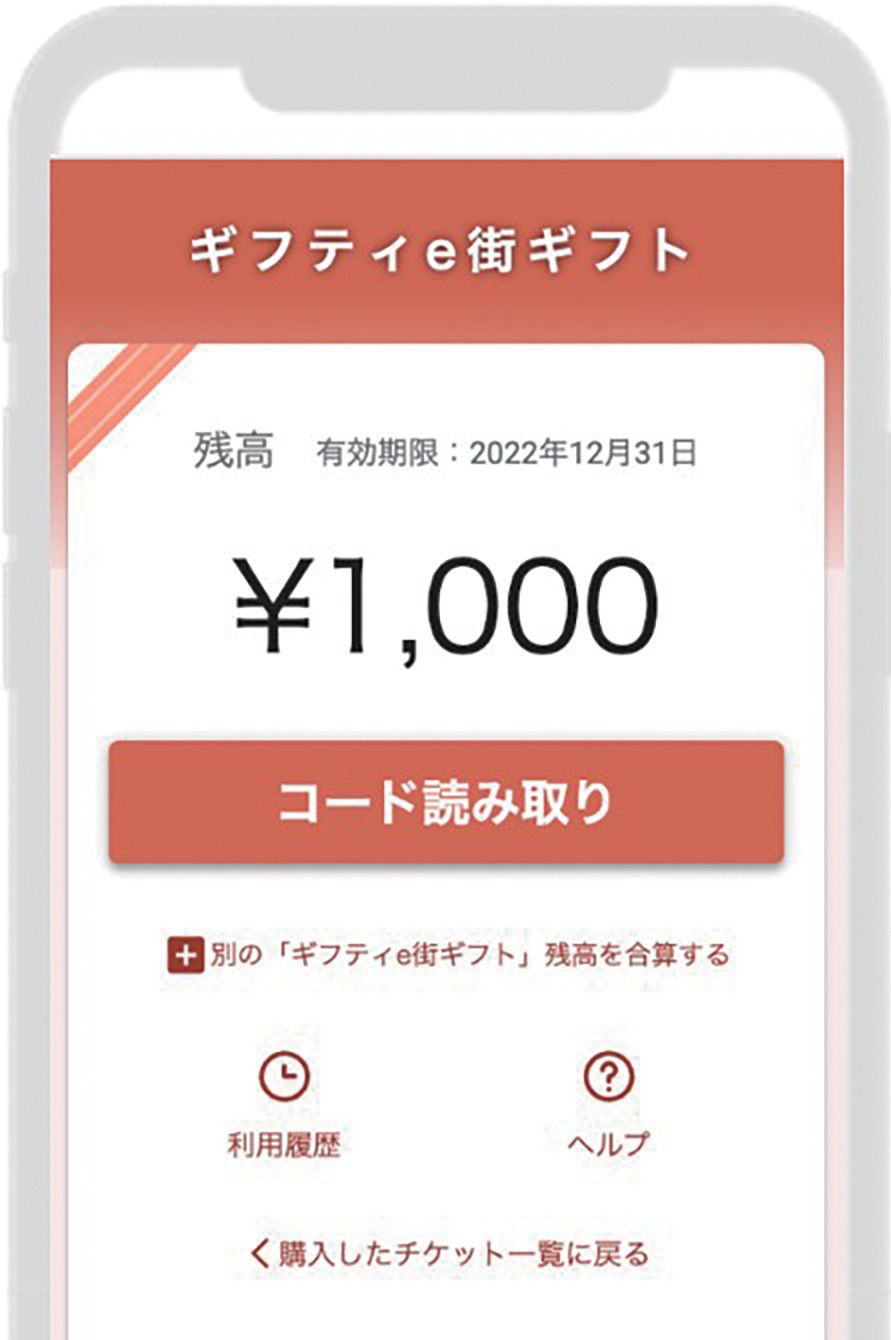 ギフティe街ギフト
残高 有効期限：2022年12月31日
¥1,000
コード読み取り
別の「ギフティe街ギフト」残高を合算する
利用履歴 ヘルプ
購入したチケット一覧に戻る